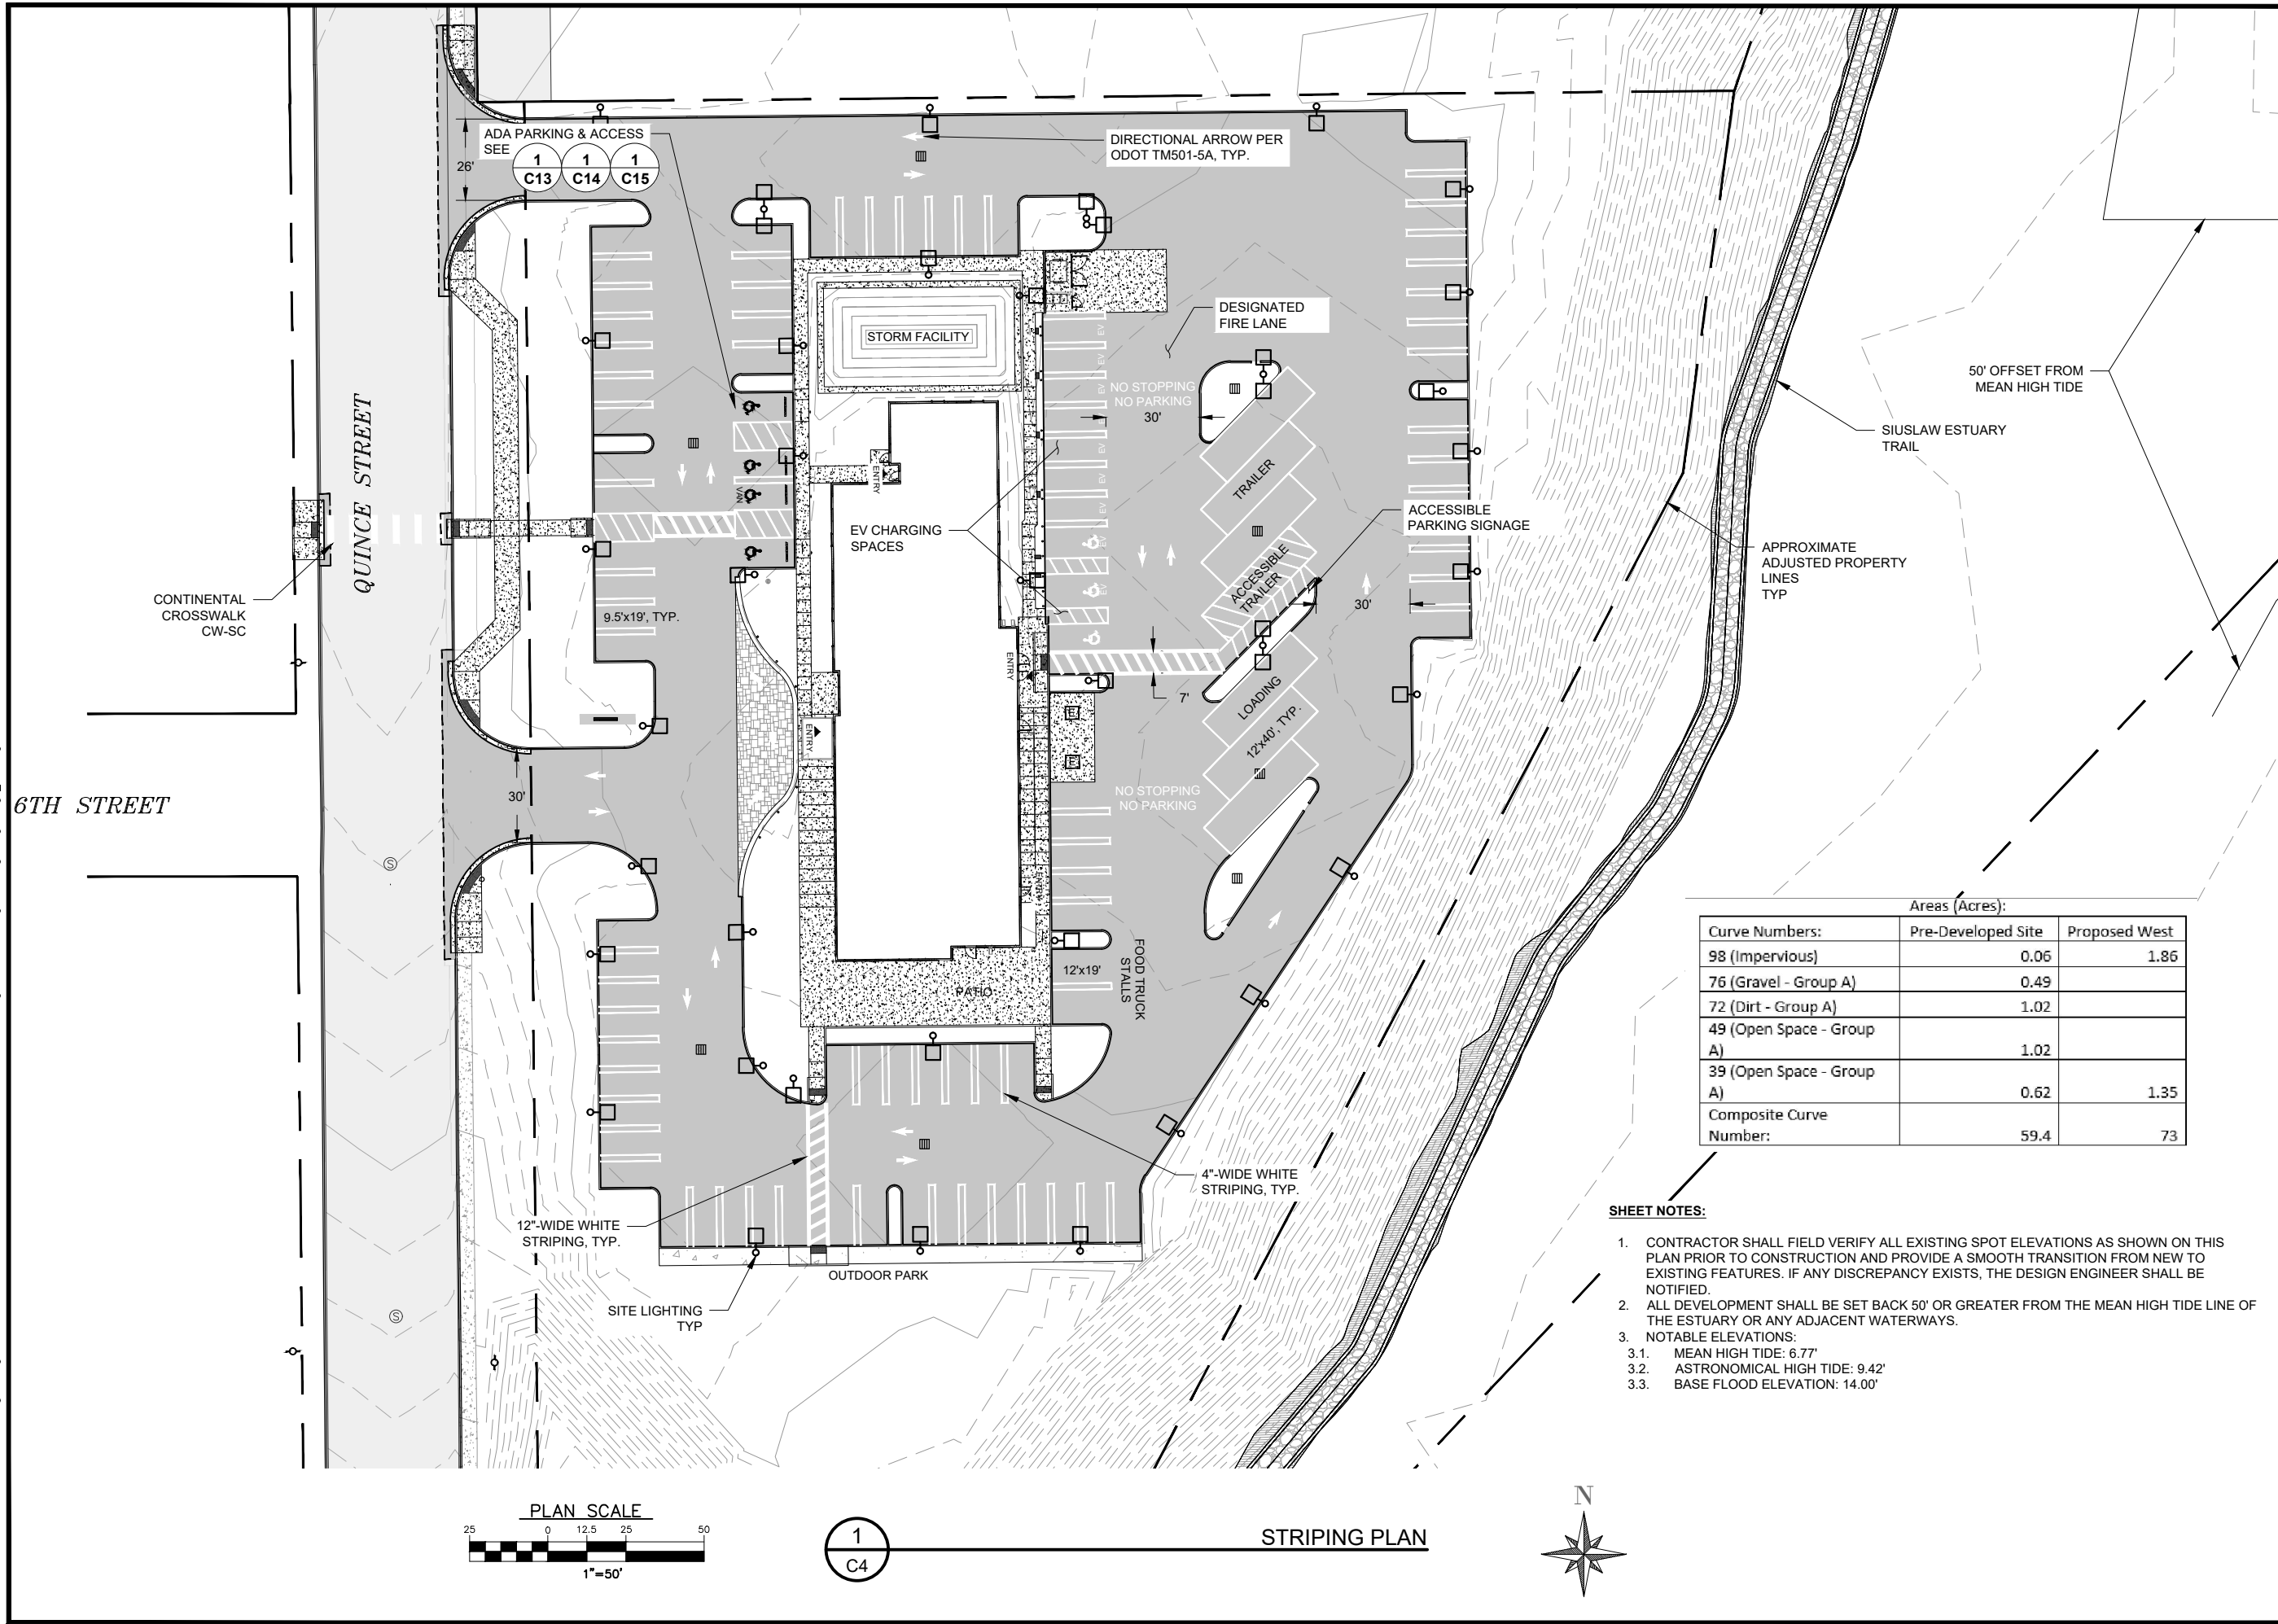 ADA PARKING & ACCESS
SEE
1
C13
1
C14
1
C15
26'
DIRECTIONAL ARROW PER
ODOT TM501-5A, TYP.
STORM FACILITY
DESIGNATED
FIRE LANE
NO STOPPING
NO PARKING
30'
EV
EV
EV
EV
EV
EV
EV
EV
EV
EV
50' OFFSET FROM
MEAN HIGH TIDE
SIUSLAW ESTUARY
TRAIL
QUINCE STREET
VAN
ENTRY
TRAILER
EV CHARGING
SPACES
ACCESSIBLE
PARKING SIGNAGE
ACCESSIBLE
TRAILER
APPROXIMATE
ADJUSTED PROPERTY
LINES
TYP
CONTINENTAL
CROSSWALK
CW-SC
9.5'x19', TYP.
30'
ENTRY
7'
LOADING
12'x40', TYP.
ENTRY
E
E
30'
NO STOPPING
NO PARKING
6TH STREET
S
ENTRY
FOOD TRUCK
STALLS
12'x19'
PATIO
Areas (Acres):
Curve Numbers: Pre-Developed Site Proposed West
98 (Impervious) 0.06 1.86
76 (Gravel - Group A) 0.49
72 (Dirt - Group A) 1.02
49 (Open Space - Group
A) 1.02
39 (Open Space - Group
A) 0.62 1.35
Composite Curve
Number: 59.4 73
4"-WIDE WHITE
STRIPING, TYP.
12"-WIDE WHITE
STRIPING, TYP.
OUTDOOR PARK
SITE LIGHTING
TYP
S
SHEET NOTES:
1. CONTRACTOR SHALL FIELD VERIFY ALL EXISTING SPOT ELEVATIONS AS SHOWN ON THIS
PLAN PRIOR TO CONSTRUCTION AND PROVIDE A SMOOTH TRANSITION FROM NEW TO
EXISTING FEATURES. IF ANY DISCREPANCY EXISTS, THE DESIGN ENGINEER SHALL BE
NOTIFIED.
2. ALL DEVELOPMENT SHALL BE SET BACK 50' OR GREATER FROM THE MEAN HIGH TIDE LINE OF
THE ESTUARY OR ANY ADJACENT WATERWAYS.
3. NOTABLE ELEVATIONS:
3.1. MEAN HIGH TIDE: 6.77'
3.2. ASTRONOMICAL HIGH TIDE: 9.42'
3.3. BASE FLOOD ELEVATION: 14.00'
PLAN SCALE
25 0 12.5 25 50
1"=50'
1
C4
STRIPING PLAN
N